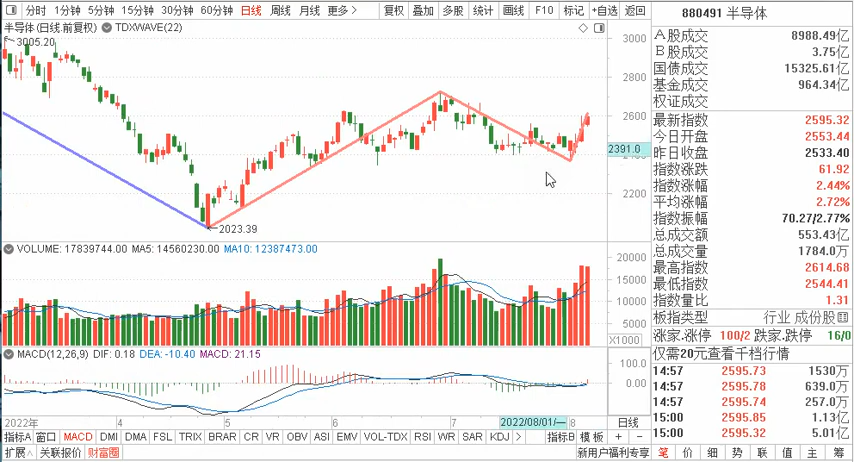 分时 1分钟 5分钟 15分钟 30分钟 60分钟 日线 周线 月线 更多 > 复权 叠加 多股 统计 画线 F10 标记 +自选 返回
880491 半导体
半导体(日线.前复权) TDXWAVE(22)
3005.20
2023.39
3000
2800
2600
2391.0
2400
2200
A股成交 8988.49亿
B股成交 3.75亿
国债成交 15325.61亿
基金成交 964.34亿
权证成交
最新指数 2595.32
今日开盘 2553.44
昨日收盘 2533.40
指数涨跌 61.92
指数涨幅 2.44%
平均涨幅 2.72%
指数振幅 70.27/2.77%
总成交额 553.43亿
总成交量 1784.0万
最高指数 2614.68
最低指数 2544.41
指数量比 1.31
板指类型 行业 成份股
涨家.涨停 100/2 跌家.跌停 16/0
仅需20元查看千档行情
14:57 2595.73 1530万
14:57 2595.78 639.0万
14:57 2595.74 257.0万
15:00 2595.85 1.13亿
15:00 2595.32 5.01亿
笔 价 细 势 联 值 主 筹
VOLUME: 17839744.00 MA5: 14560230.00 MA10: 12387473.00
20000
15000
10000
5000
X1000
MACD(12,26,9) DIF: 0.18 DEA: -10.40 MACD: 21.15
100.0
0.00
2022年 4 5 6 7 2022/08/01/一 8 日线
指标A 窗口 MACD DMI DMA FSL TRIX BRAR CR VR OBV ASI EMV VOL-TDX RSI WR SAR KDJ > 指标B 模板 + -
扩展∧ 关联报价 财富圈 新用户福利专享